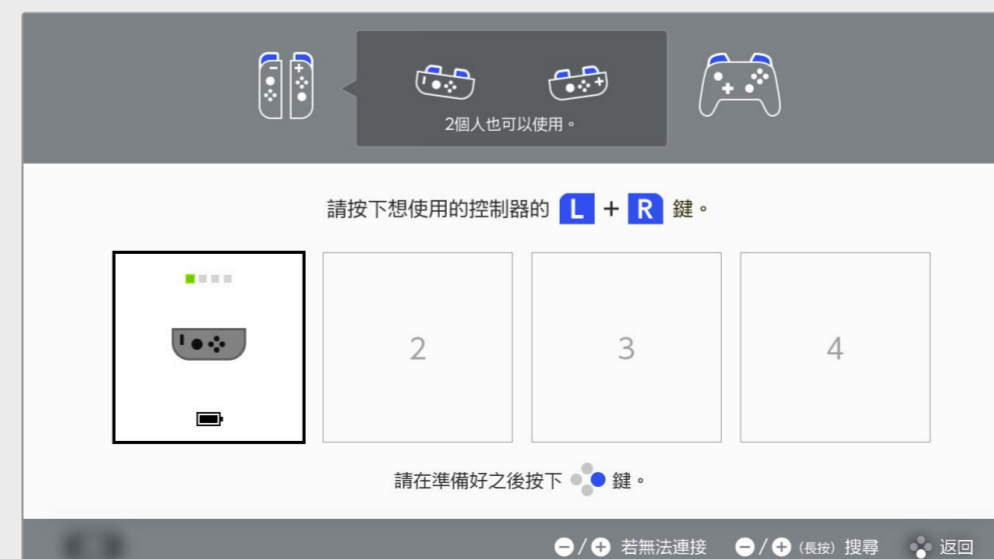 2個人也可以使用。
請按下想使用的控制器的 L + R 鍵。
2
3
4
請在準備好之後按下 鍵。
⊖/⊕ 若無法連接 ⊖/⊕ (長按) 搜尋 返回